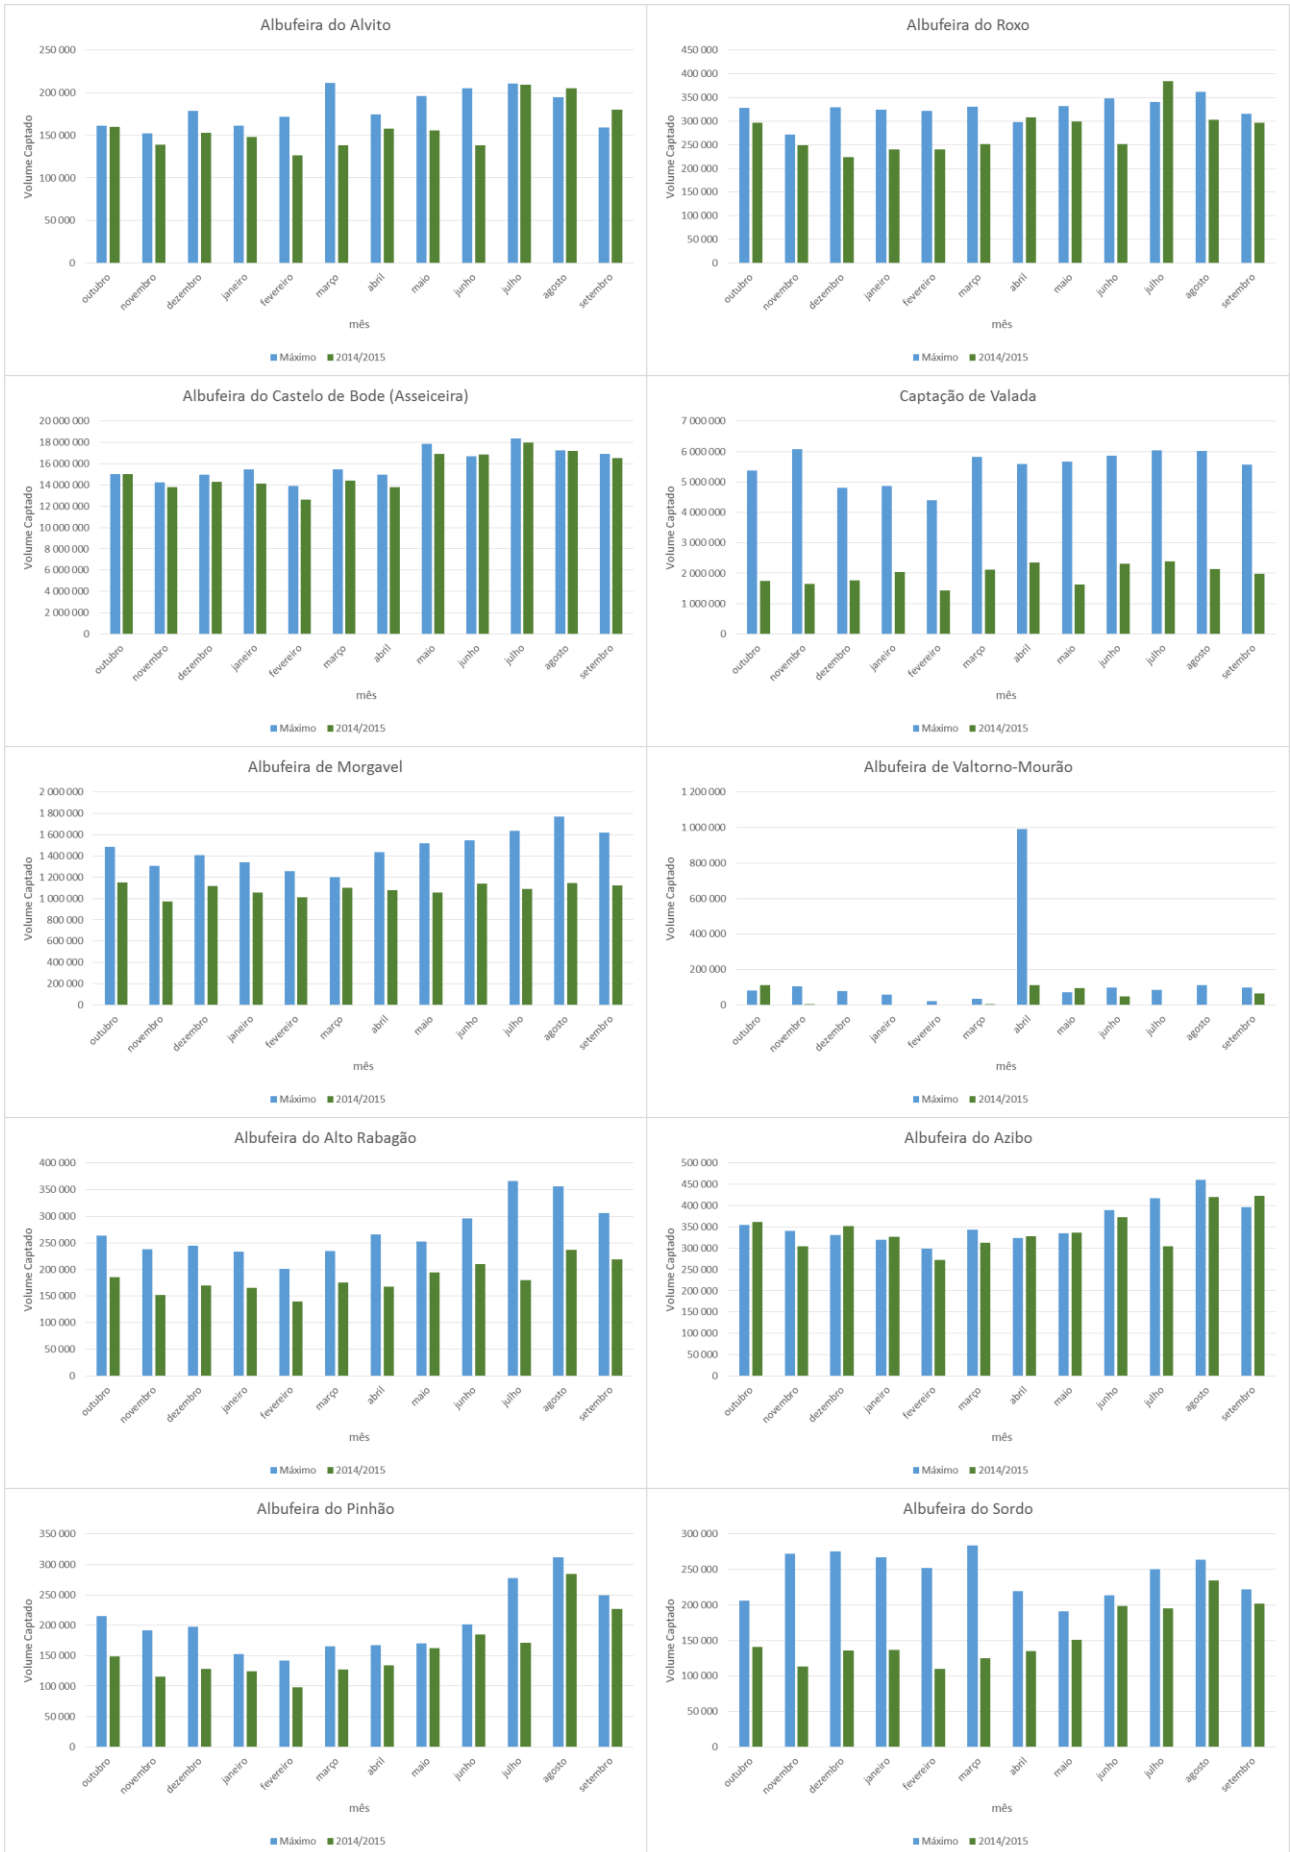 Albufeira do Alvito
250 000
200 000
150 000
100 000
50 000
0
Volume Captado
outubro
novembro
dezembro
janeiro
fevereiro
março
abril
maio
junho
julho
agosto
setembro
mês
Máximo 2014/2015
Albufeira do Roxo
450 000
400 000
350 000
300 000
250 000
200 000
150 000
100 000
50 000
0
Volume Captado
outubro
novembro
dezembro
janeiro
fevereiro
março
abril
maio
junho
julho
agosto
setembro
mês
Máximo 2014/2015
Albufeira do Castelo de Bode (Asseiceira)
20 000 000
18 000 000
16 000 000
14 000 000
12 000 000
10 000 000
8 000 000
6 000 000
4 000 000
2 000 000
0
Volume Captado
outubro
novembro
dezembro
janeiro
fevereiro
março
abril
maio
junho
julho
agosto
setembro
mês
Máximo 2014/2015
Captação de Valada
7 000 000
6 000 000
5 000 000
4 000 000
3 000 000
2 000 000
1 000 000
0
Volume Captado
outubro
novembro
dezembro
janeiro
fevereiro
março
abril
maio
junho
julho
agosto
setembro
mês
Máximo 2014/2015
Albufeira de Morgavel
2 000 000
1 800 000
1 600 000
1 400 000
1 200 000
1 000 000
800 000
600 000
400 000
200 000
0
Volume Captado
outubro
novembro
dezembro
janeiro
fevereiro
março
abril
maio
junho
julho
agosto
setembro
mês
Máximo 2014/2015
Albufeira de Valtorno-Mourão
1 200 000
1 000 000
800 000
600 000
400 000
200 000
0
Volume Captado
outubro
novembro
dezembro
janeiro
fevereiro
março
abril
maio
junho
julho
agosto
setembro
mês
Máximo 2014/2015
Albufeira do Alto Rabagão
400 000
350 000
300 000
250 000
200 000
150 000
100 000
50 000
0
Volume Captado
outubro
novembro
dezembro
janeiro
fevereiro
março
abril
maio
junho
julho
agosto
setembro
mês
Máximo 2014/2015
Albufeira do Azibo
500 000
450 000
400 000
350 000
300 000
250 000
200 000
150 000
100 000
50 000
0
Volume Captado
outubro
novembro
dezembro
janeiro
fevereiro
março
abril
maio
junho
julho
agosto
setembro
mês
Máximo 2014/2015
Albufeira do Pinhão
350 000
300 000
250 000
200 000
150 000
100 000
50 000
0
Volume Captado
outubro
novembro
dezembro
janeiro
fevereiro
março
abril
maio
junho
julho
agosto
setembro
mês
Máximo 2014/2015
Albufeira do Sordo
300 000
250 000
200 000
150 000
100 000
50 000
0
Volume Captado
outubro
novembro
dezembro
janeiro
fevereiro
março
abril
maio
junho
julho
agosto
setembro
mês
Máximo 2014/2015